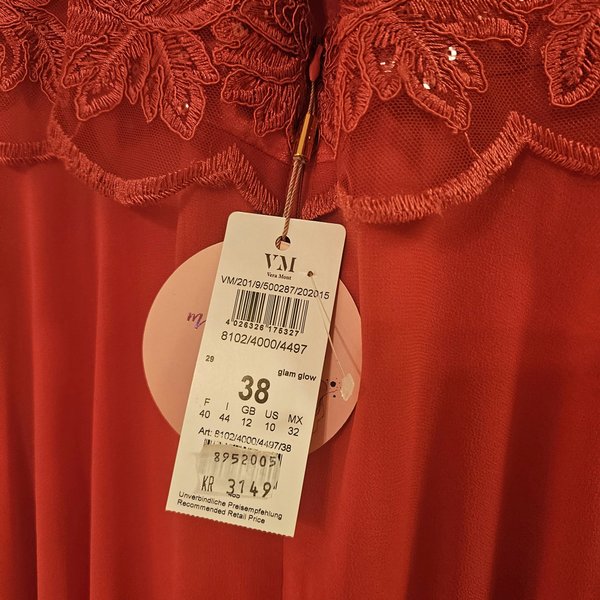 VM
Vera Mont
VM/201/9/500287/202015
4 026326 175327
8102/4000/4497
29
glam glow
38
F I GB US MX
40 44 12 10 32
Art: 8102/4000/4497/38
8952005
KR 3149
Unverbindliche Preisempfehlung
Recommended Retail Price